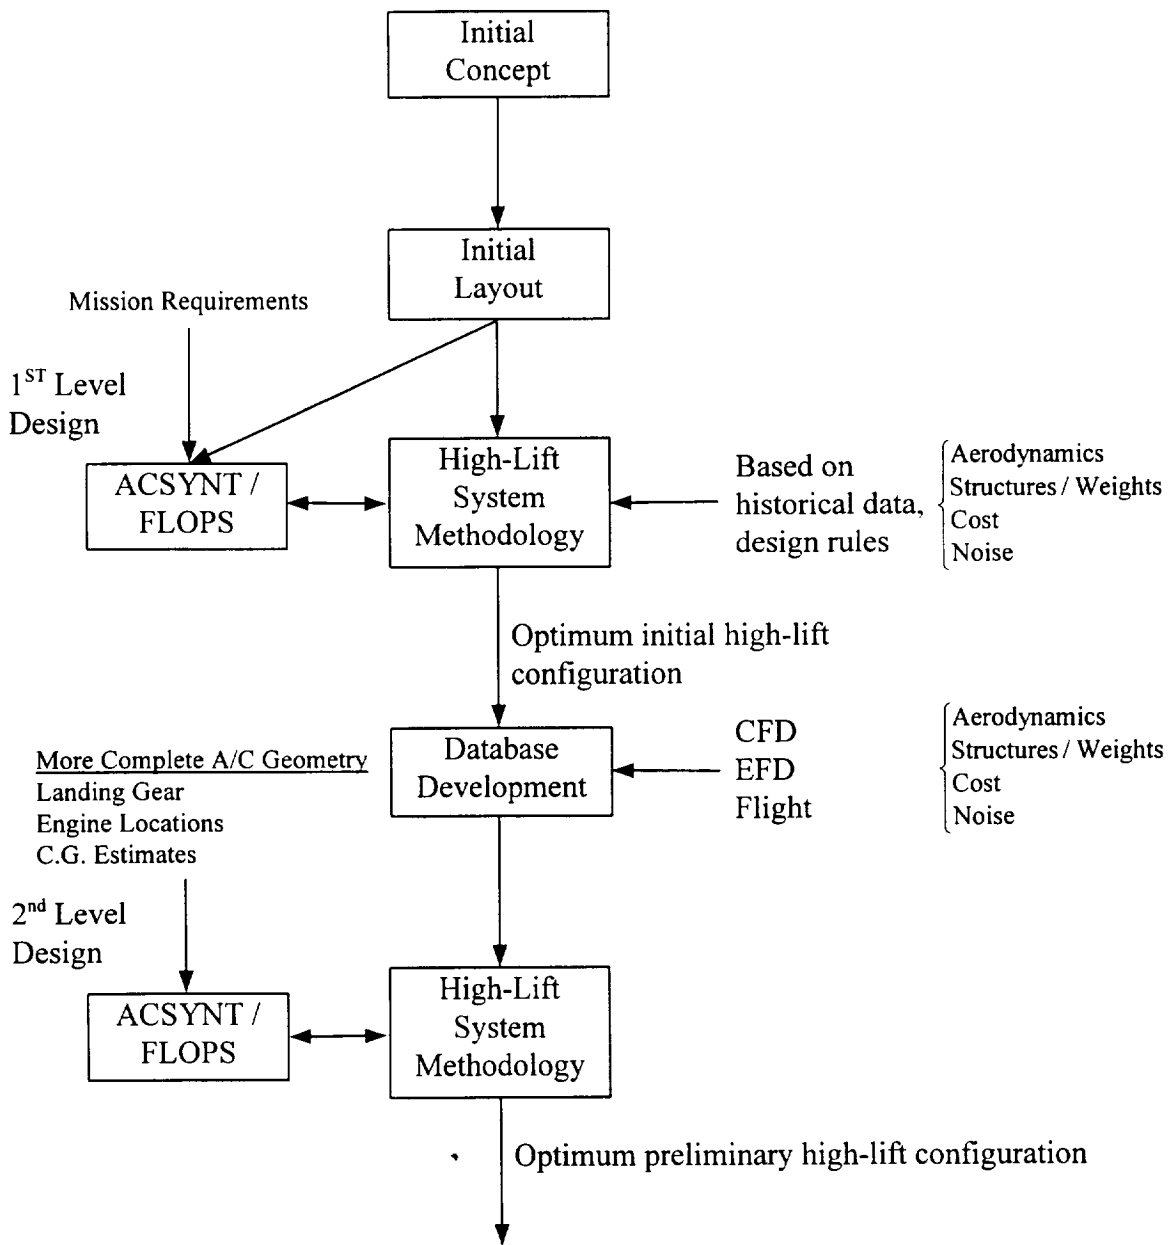 Initial
Concept
Initial
Layout
Mission Requirements
1ST Level
Design
ACSYNT /
FLOPS
High-Lift
System
Methodology
Based on
historical data,
design rules
Aerodynamics
Structures / Weights
Cost
Noise
Optimum initial high-lift
configuration
Database
Development
CFD
EFD
Flight
Aerodynamics
Structures / Weights
Cost
Noise
More Complete A/C Geometry
Landing Gear
Engine Locations
C.G. Estimates
2nd Level
Design
ACSYNT /
FLOPS
High-Lift
System
Methodology
Optimum preliminary high-lift configuration